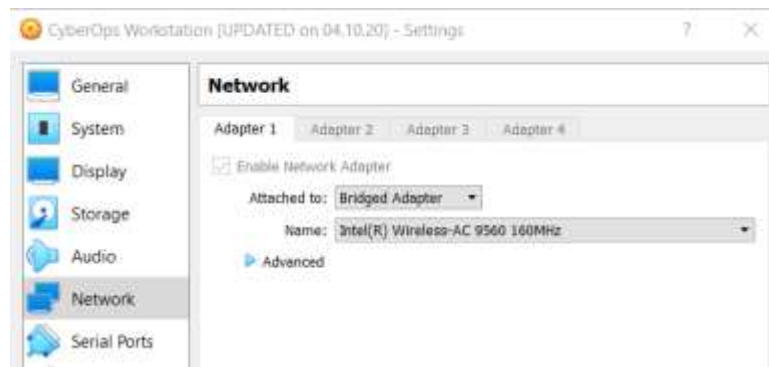 CyberOps Workstation [UPDATED on 04.10.20] - Settings ? ×
General
Network
System
Adapter 1 Adapter 2 Adapter 3 Adapter 4
Enable Network Adapter
Display
Attached to: Bridged Adapter
Storage
Name: Intel(R) Wireless-AC 9560 160MHz
Audio
Advanced
Network
Serial Ports